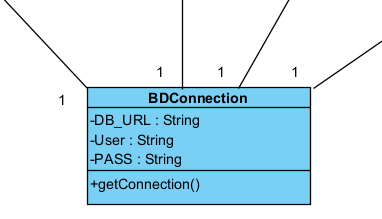 1 1 1
1
BDConnection
-DB_URL : String
-User : String
-PASS : String
+getConnection()